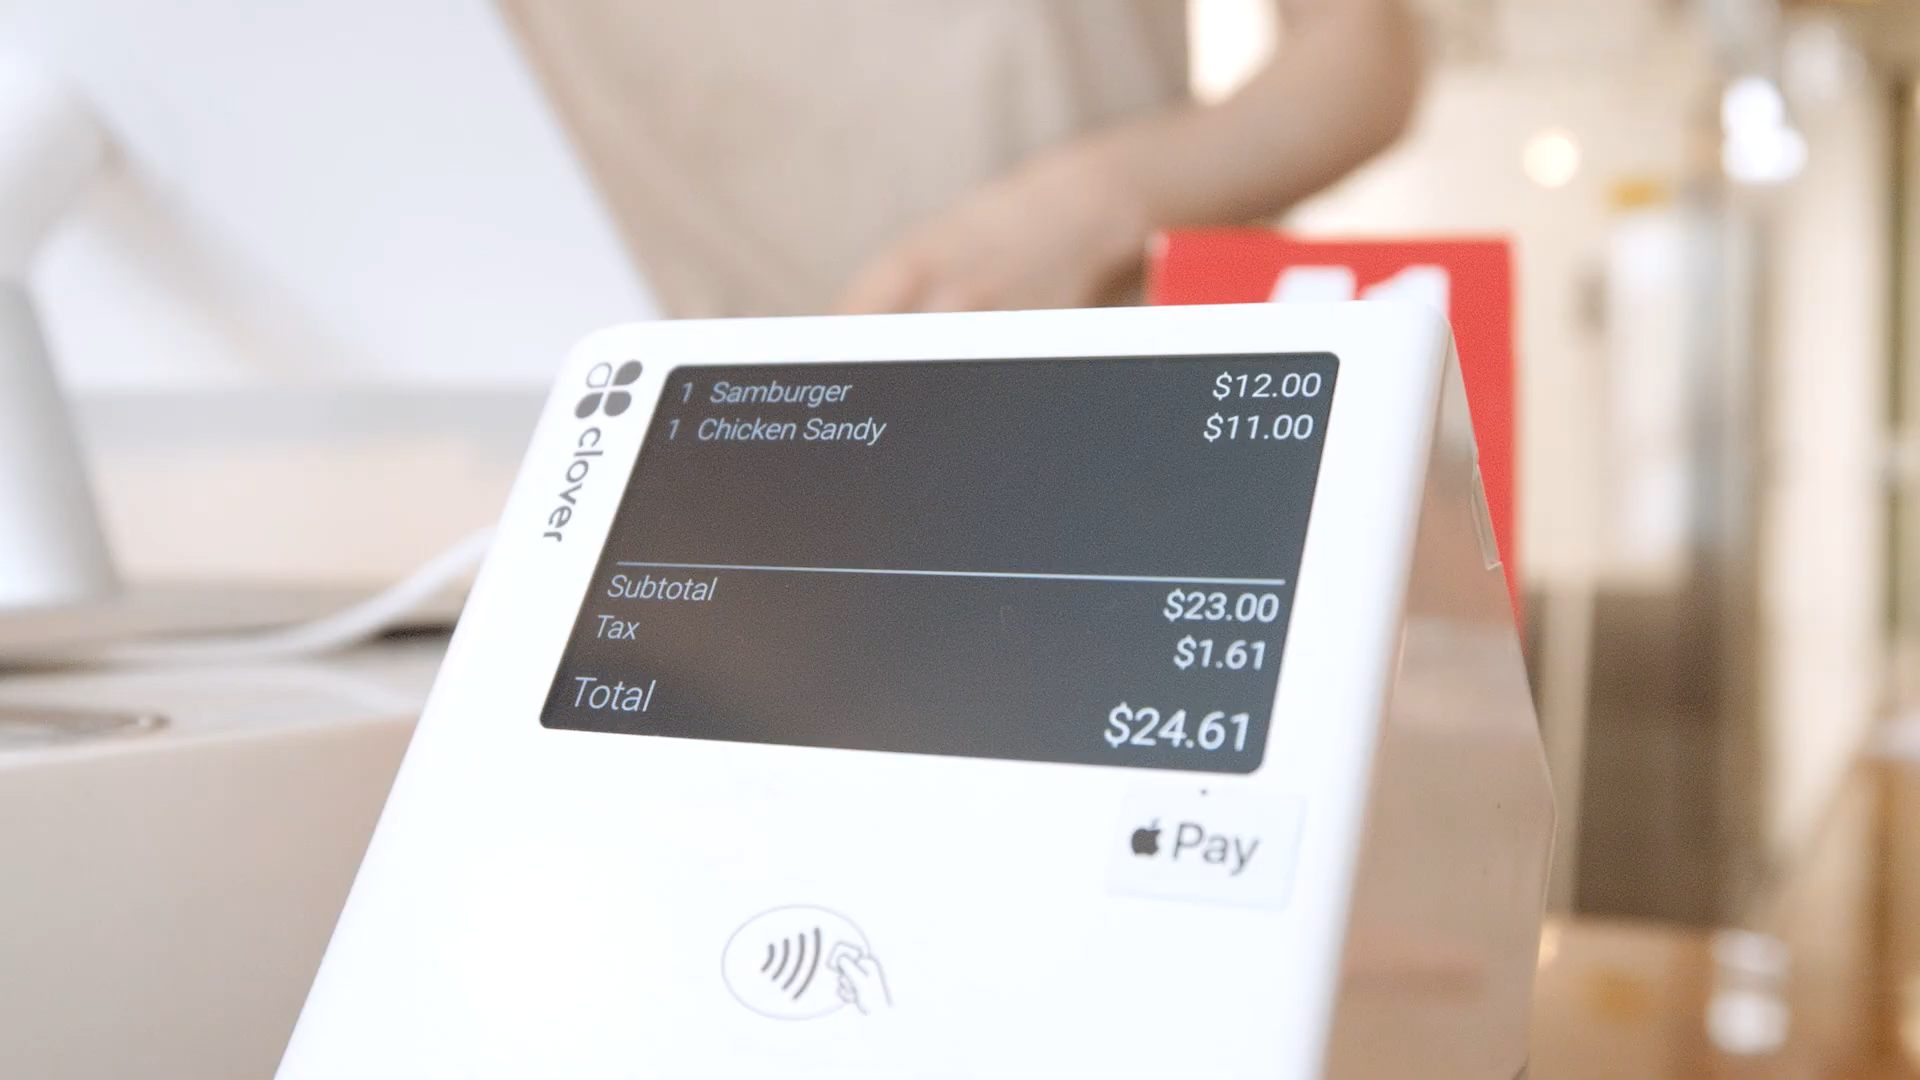 clover
1 Samburger $12.00
1 Chicken Sandy $11.00
Subtotal $23.00
Tax $1.61
Total $24.61
Pay